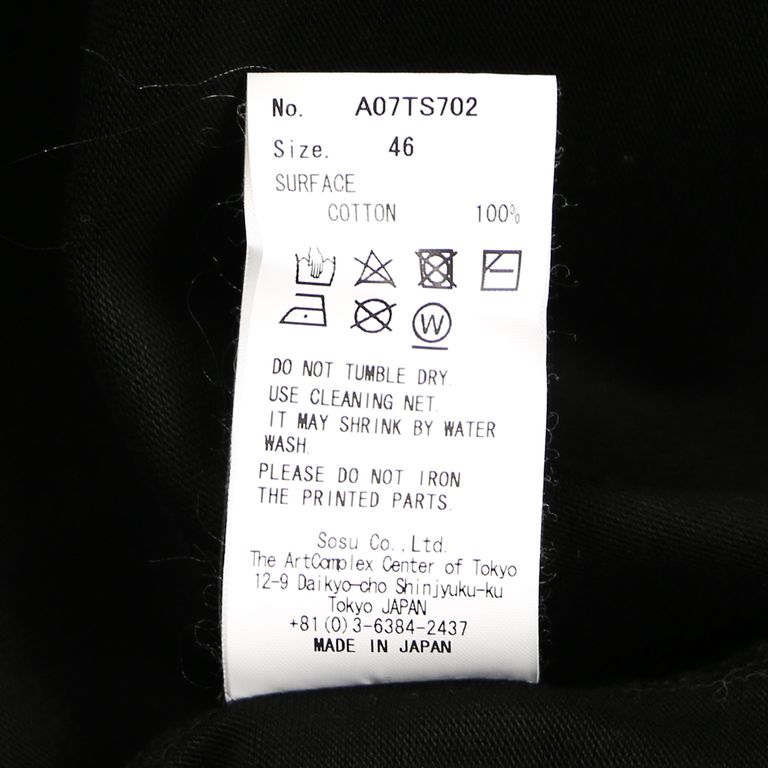 No. A07TS702
Size. 46
SURFACE
COTTON 100%
W
DO NOT TUMBLE DRY.
USE CLEANING NET.
IT MAY SHRINK BY WATER
WASH.
PLEASE DO NOT IRON
THE PRINTED PARTS.
Sosu Co.,Ltd.
The ArtComplex Center of Tokyo
12-9 Daikyo-cho Shinjyuku-ku
Tokyo JAPAN
+81(0)3-6384-2437
MADE IN JAPAN